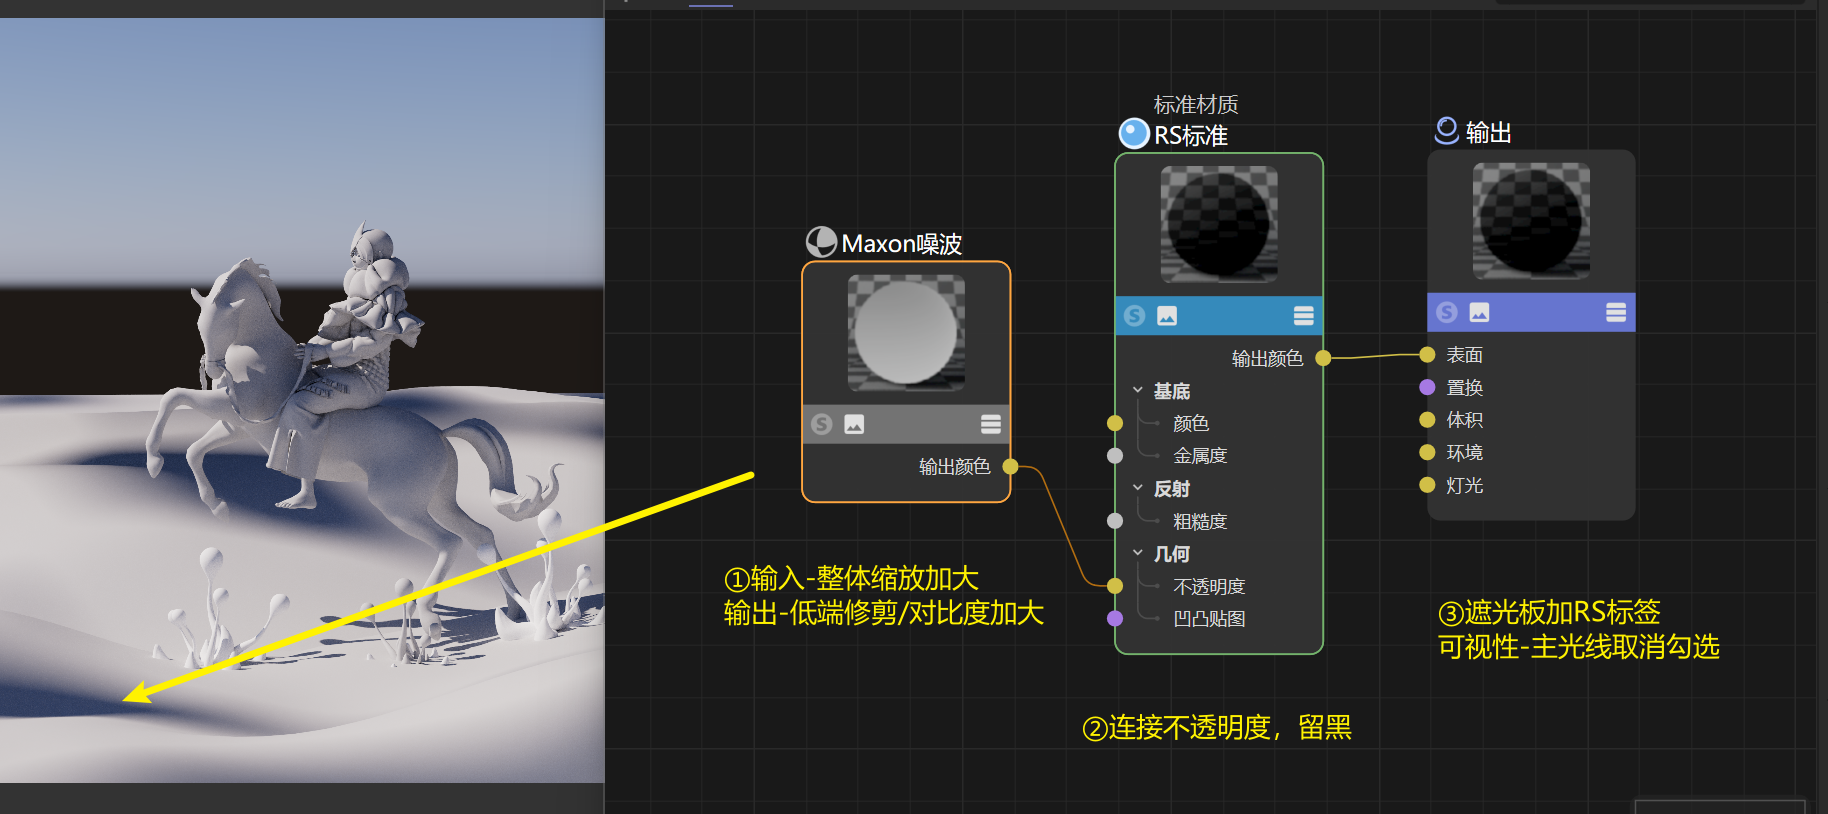 标准材质
RS标准
输出
Maxon噪波
S
S
S
输出颜色
表面
置换
体积
环境
灯光
基底
颜色
金属度
反射
粗糙度
几何
不透明度
凹凸贴图
输出颜色
①输入-整体缩放加大
输出-低端修剪/对比度加大
③遮光板加RS标签
可视性-主光线取消勾选
②连接不透明度，留黑